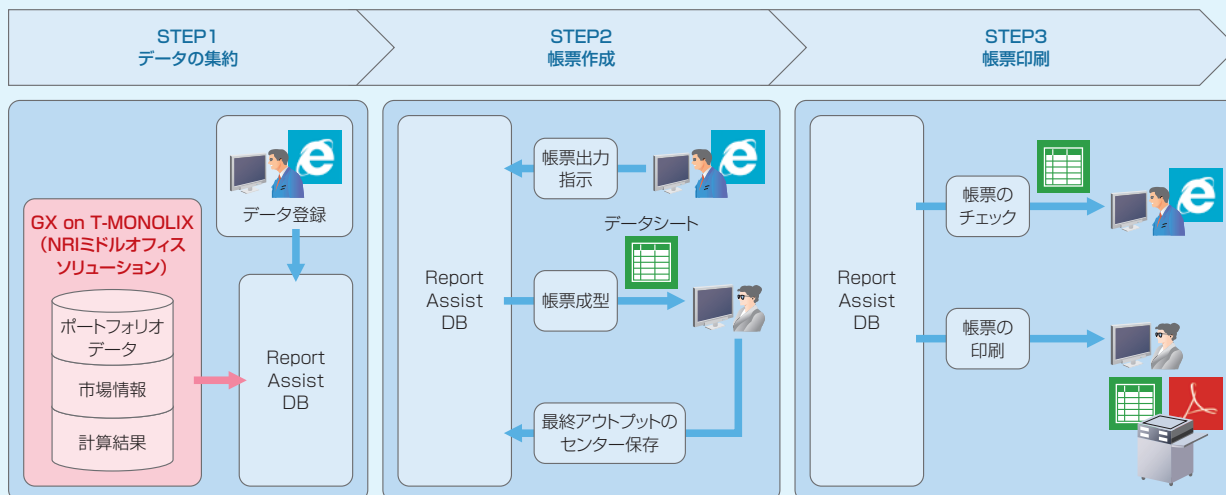 STEP1
データの集約
STEP2
帳票作成
STEP3
帳票印刷
データ登録
GX on T-MONOLIX
（NRIミドルオフィス
ソリューション）
ポートフォリオ
データ
市場情報
計算結果
Report
Assist
DB
Report
Assist
DB
帳票出力
指示
データシート
帳票成型
最終アウトプットの
センター保存
Report
Assist
DB
帳票の
チェック
帳票の
印刷